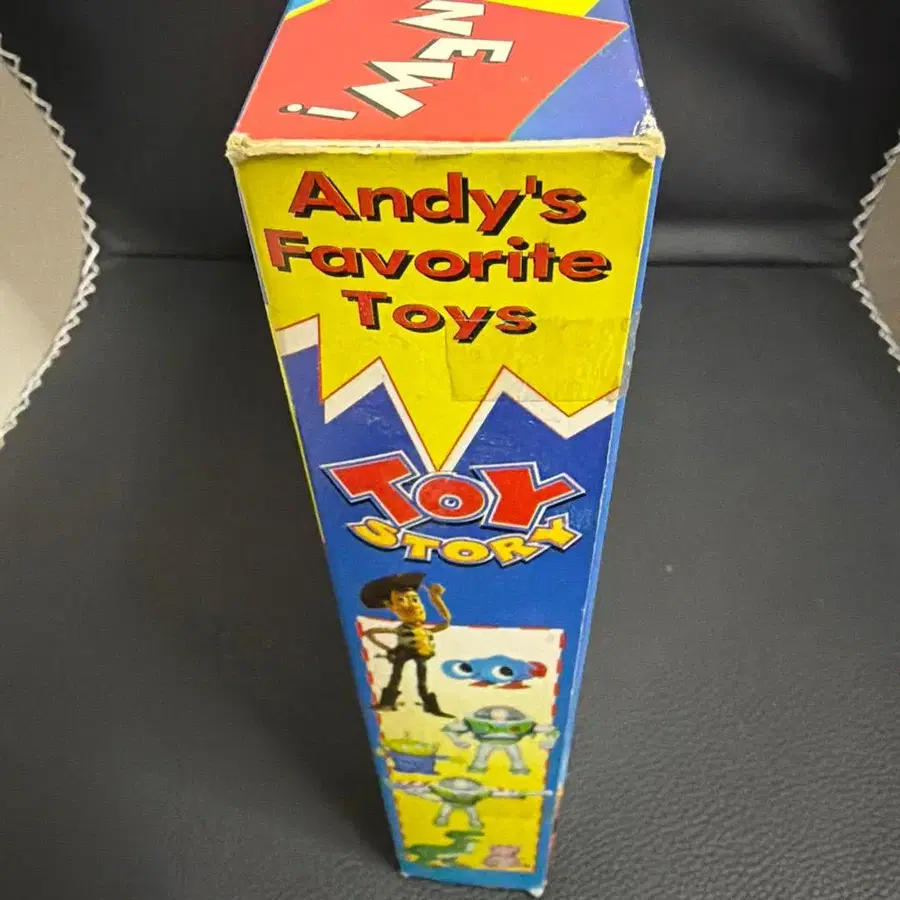 NEW!
Andy's
Favorite
Toys
TOY
STORY